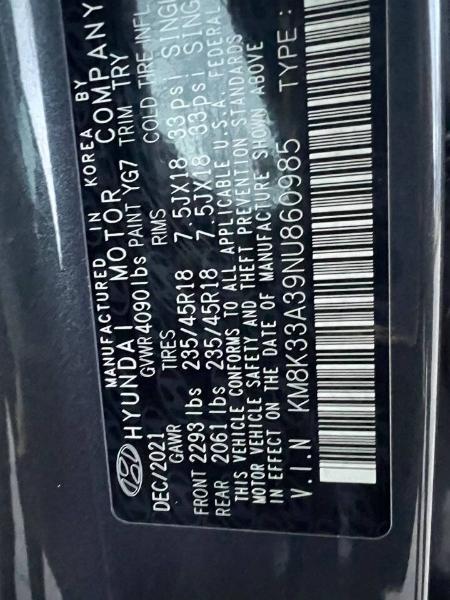 MANUFACTURED IN KOREA BY
HYUNDAI MOTOR COMPANY
DEC/2021 GVWR 4090lbs PAINT YG7 TRIM TRY
GAWR TIRES RIMS COLD TIRE INFL
FRONT 2293 lbs 235/45R18 7.5JX18 33psi SINGL
REAR 2061 lbs 235/45R18 7.5JX18 33psi SING
THIS VEHICLE CONFORMS TO ALL APPLICABLE U.S.A. FEDERAL
MOTOR VEHICLE SAFETY AND THEFT PREVENTION STANDARDS
IN EFFECT ON THE DATE OF MANUFACTURE SHOWN ABOVE
V.I.N KM8K33A39NU860985 TYPE: